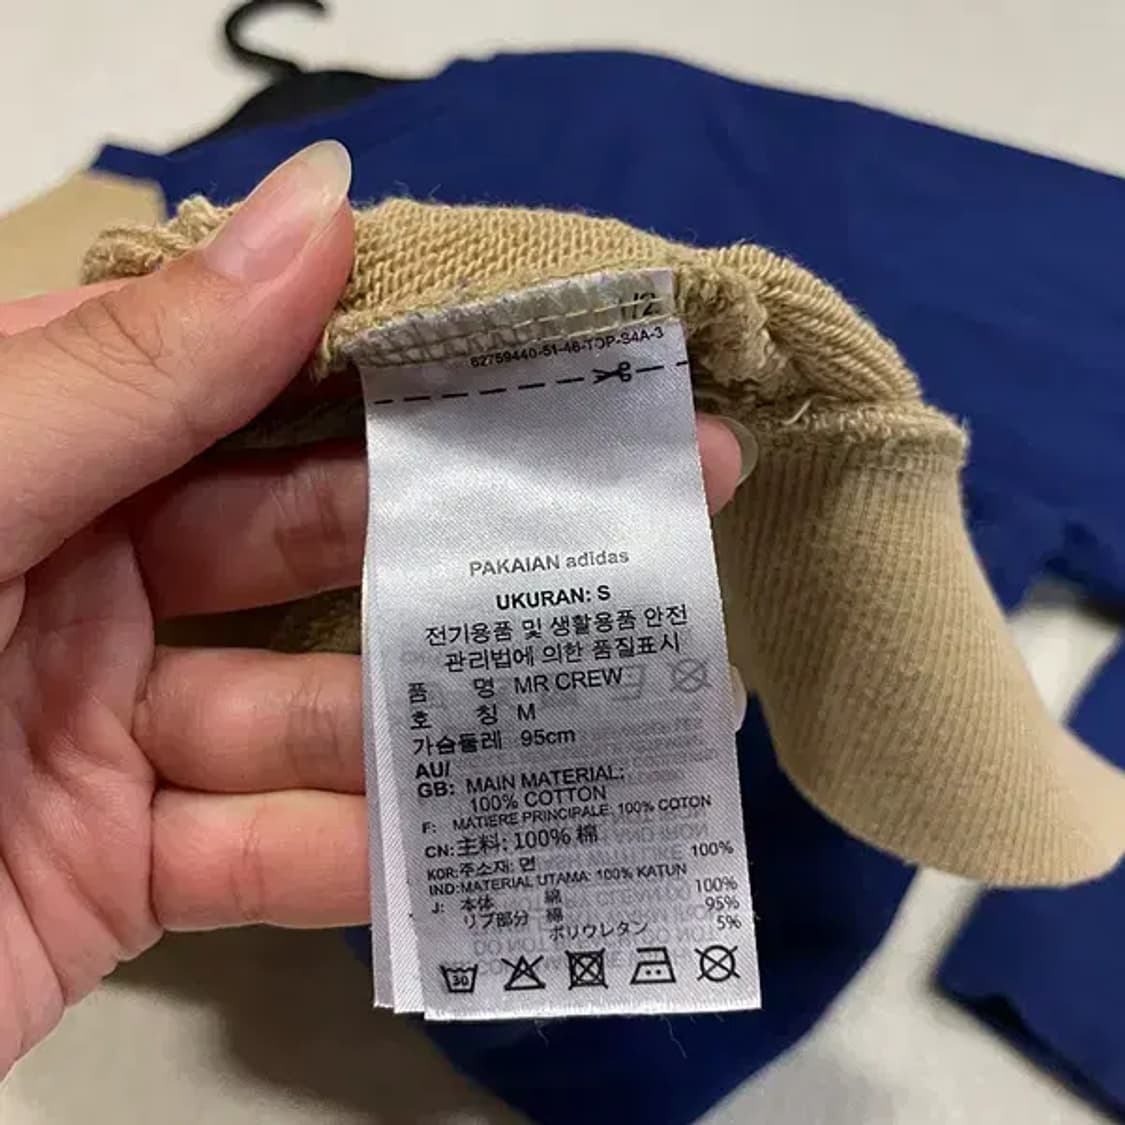 /2
62759440-51-46-TOP-S4A-3
PAKAIAN adidas
UKURAN: S
전기용품 및 생활용품 안전
관리법에 의한 품질표시
품 명 MR CREW
호 칭 M
가슴둘레 95cm
AU/
GB: MAIN MATERIAL:
100% COTTON
F: MATIERE PRINCIPALE: 100% COTON
CN:主料: 100% 棉
KOR:주소재: 면 100%
IND:MATERIAL UTAMA: 100% KATUN
J: 本体 綿 100%
リブ部分 綿 95%
ポリウレタン 5%
30